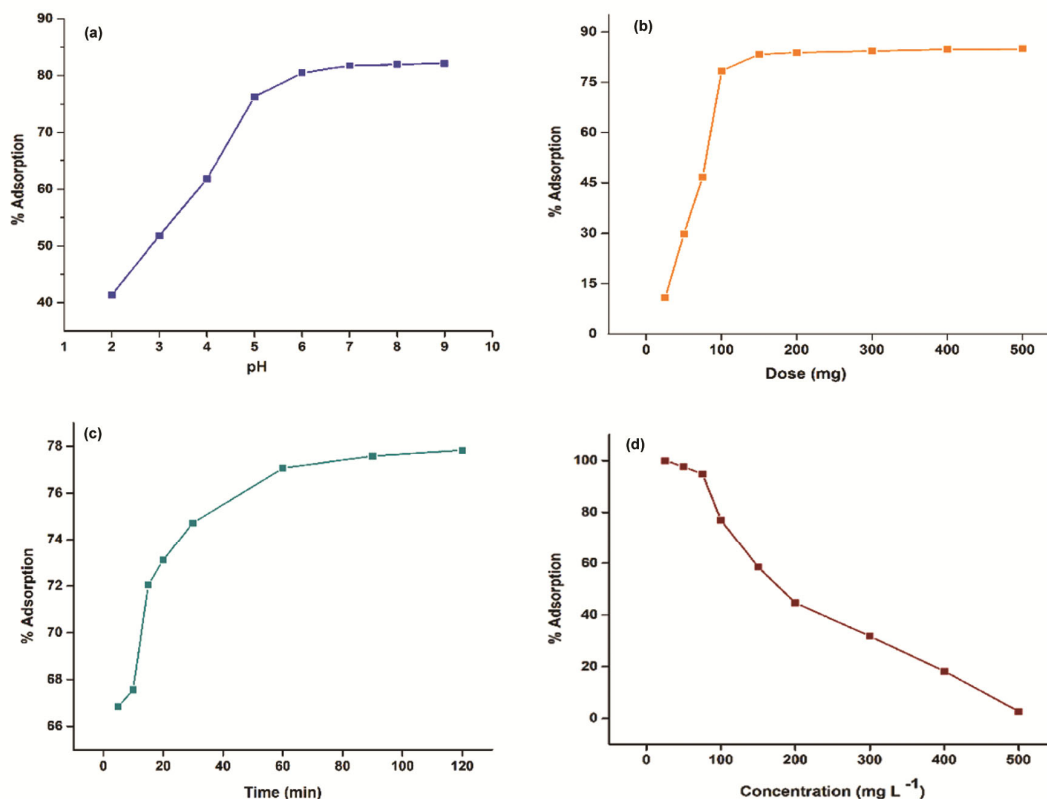 (a)
% Adsorption
90
80
70
60
50
40
1 2 3 4 5 6 7 8 9 10
pH
(b)
% Adsorption
90
75
60
45
30
15
0
0 100 200 300 400 500
Dose (mg)
(c)
% Adsorption
78
76
74
72
70
68
66
0 20 40 60 80 100 120
Time (min)
(d)
% Adsorption
100
80
60
40
20
0
0 100 200 300 400 500
Concentration (mg L⁻¹)